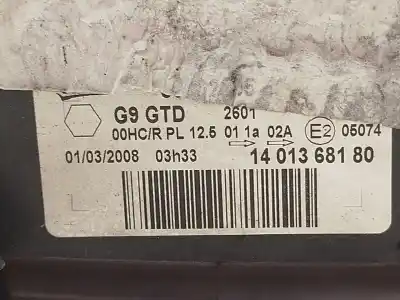 G9 GTD 2601
00HC/R PL 12.5 01 1a 02A E2 05074
01/03/2008 03h33 14 013 681 80